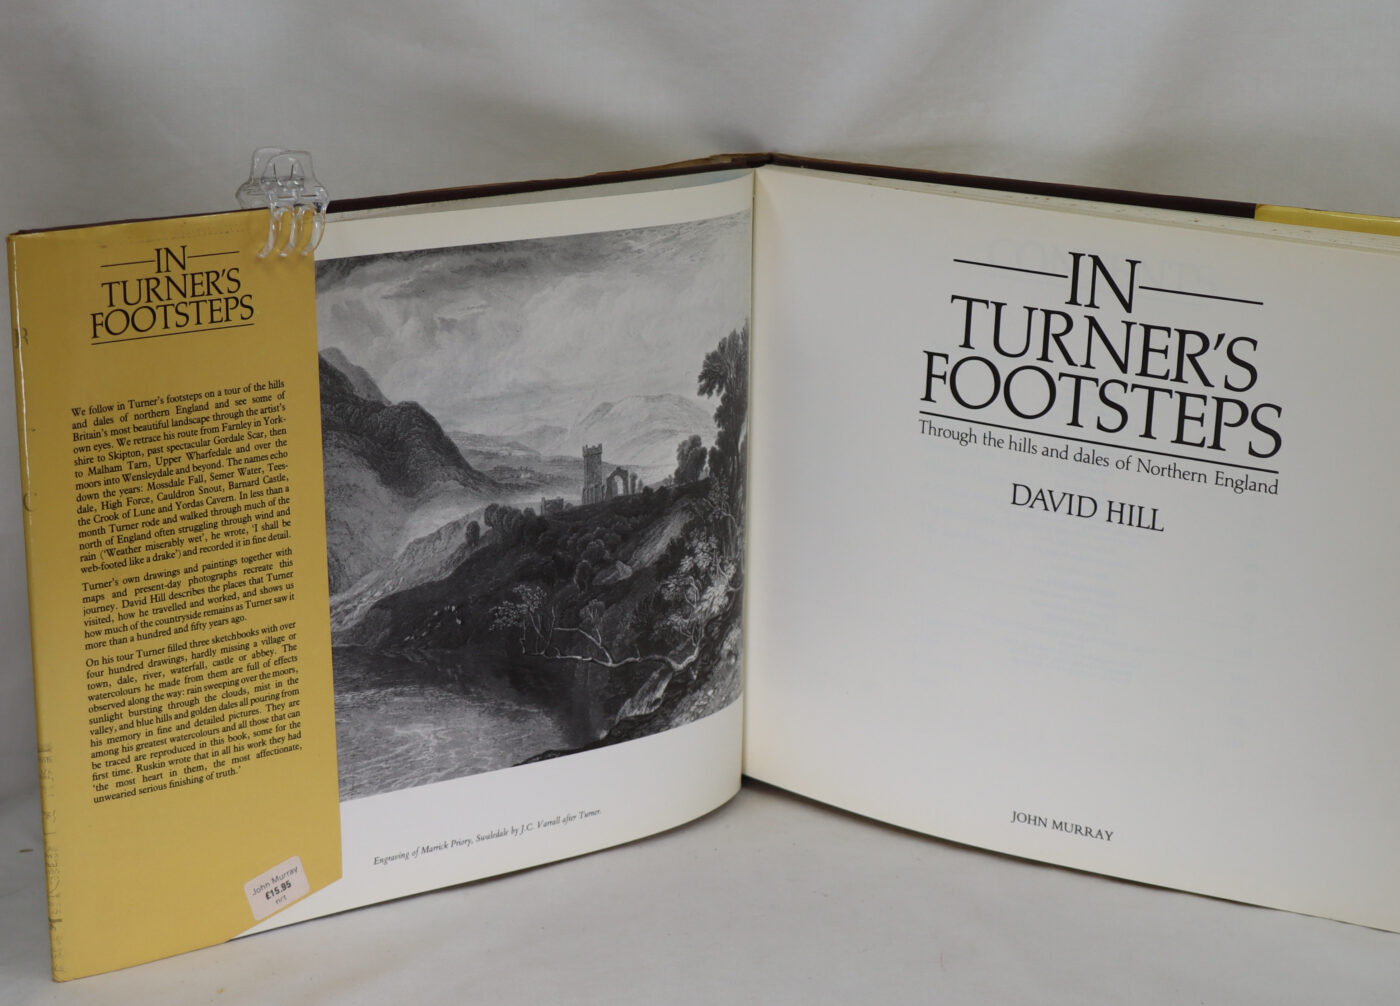 IN
TURNER'S
FOOTSTEPS
We follow in Turner's footsteps on a tour of the hills
and dales of northern England and see some of
Britain's most beautiful landscape through the artist's
own eyes. We retrace his route from Farnley in York-
shire to Skipton, past spectacular Gordale Scar, then
to Malham Tarn, Upper Wharfedale and over the
moors into Wensleydale and beyond. The names echo
down the years: Mossdale Fall, Semer Water, Tees-
dale, High Force, Cauldron Snout, Barnard Castle,
the Crook of Lune and Yordas Cavern. In less than a
month Turner rode and walked through much of the
north of England often struggling through wind and
rain ('Weather miserably wet', he wrote, 'I shall be
web-footed like a drake') and recorded it in fine detail.
Turner's own drawings and paintings together with
maps and present-day photographs recreate this
journey. David Hill describes the places that Turner
visited, how he travelled and worked, and shows us
how much of the countryside remains as Turner saw it
more than a hundred and fifty years ago.
On his tour Turner filled three sketchbooks with over
four hundred drawings, hardly missing a village or
town, dale, river, waterfall, castle or abbey. The
watercolours he made from them are full of effects
observed along the way: rain sweeping over the moors,
sunlight bursting through the clouds, mist in the
valley, and blue hills and golden dales all pouring from
his memory in fine and detailed pictures. They are
among his greatest watercolours and all those that can
be traced are reproduced in this book, some for the
first time. Ruskin wrote that in all his work they had
'the most heart in them, the most affectionate,
unwearied serious finishing of truth.'
John Murray
£15.95
n/t
Engraving of Marrick Priory, Swaledale by J.C. Varrall after Turner.
IN
TURNER'S
FOOTSTEPS
Through the hills and dales of Northern England
DAVID HILL
JOHN MURRAY